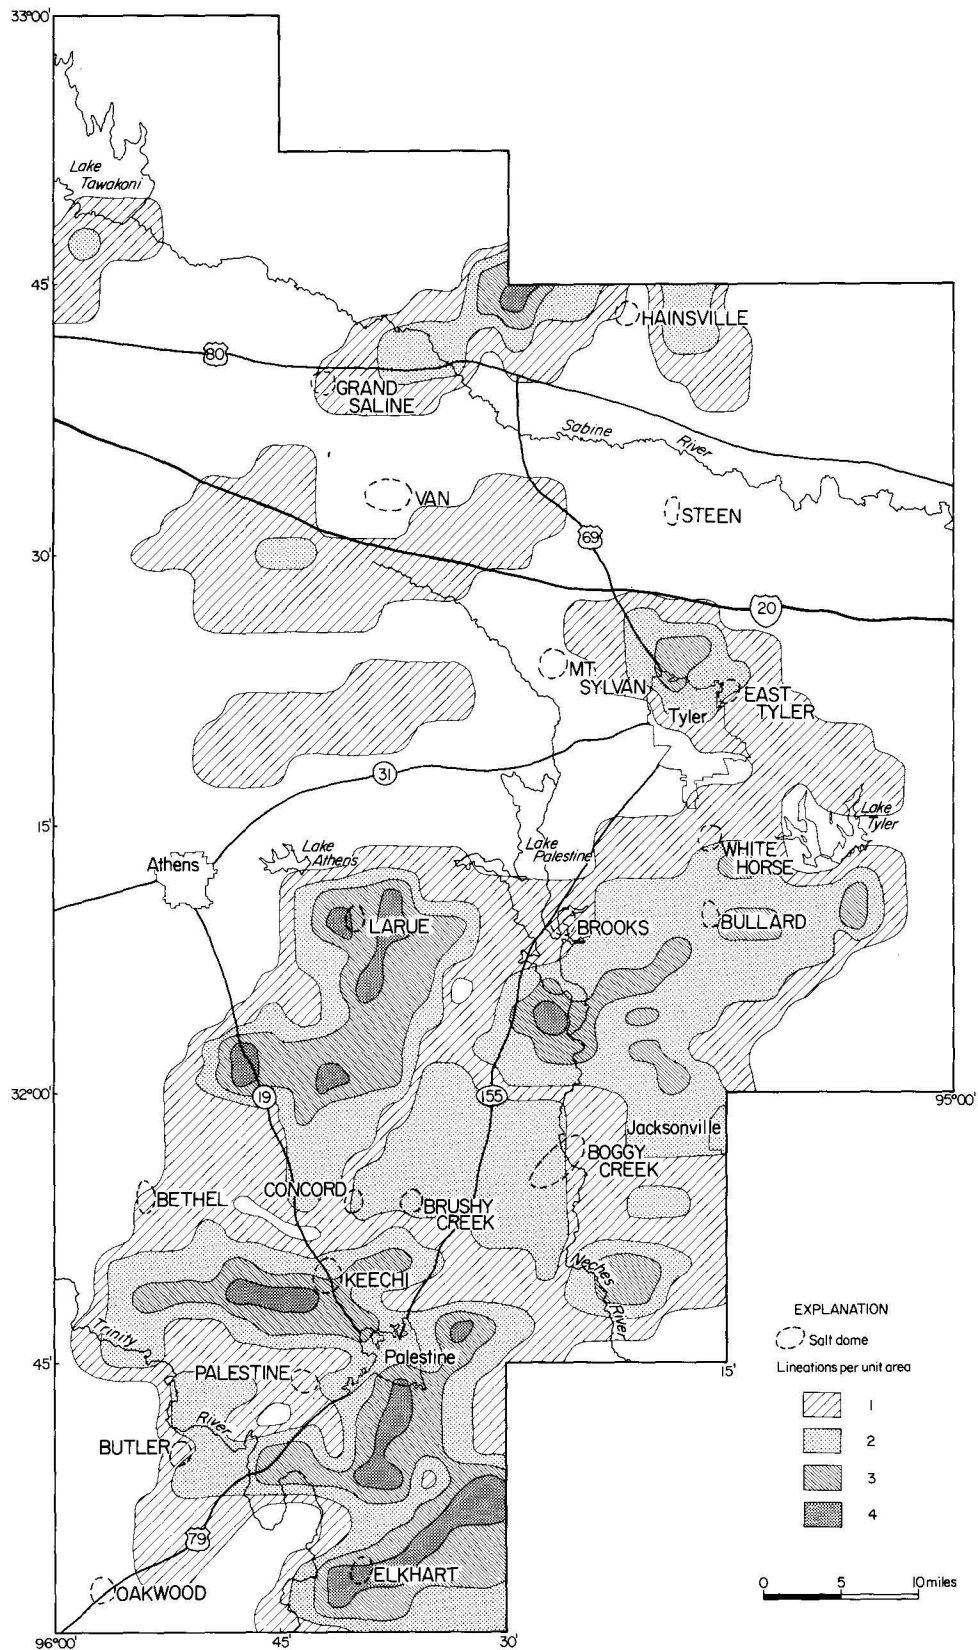 33°00'
Lake
Tawakoni
45'
HAINSVILLE
80
GRAND
SALINE
Sabine
River
VAN
STEEN
69
30'
20
MT.
SYLVAN
EAST
TYLER
Tyler
31
15'
Lake
Tyler
Lake
Athens
Lake
Palestine
Athens
WHITE
HORSE
LARUE
BROOKS
BULLARD
32°00'
19
155
95°00'
Jacksonville
BOGGY
CREEK
BETHEL
CONCORD
BRUSHY
CREEK
KEECHI
Neches
River
Trinity
River
Palestine
45'
15'
PALESTINE
BUTLER
79
ELKHART
OAKWOOD
96°00'
45'
30'
EXPLANATION
Salt dome
Lineations per unit area
1
2
3
4
0 5 10 miles